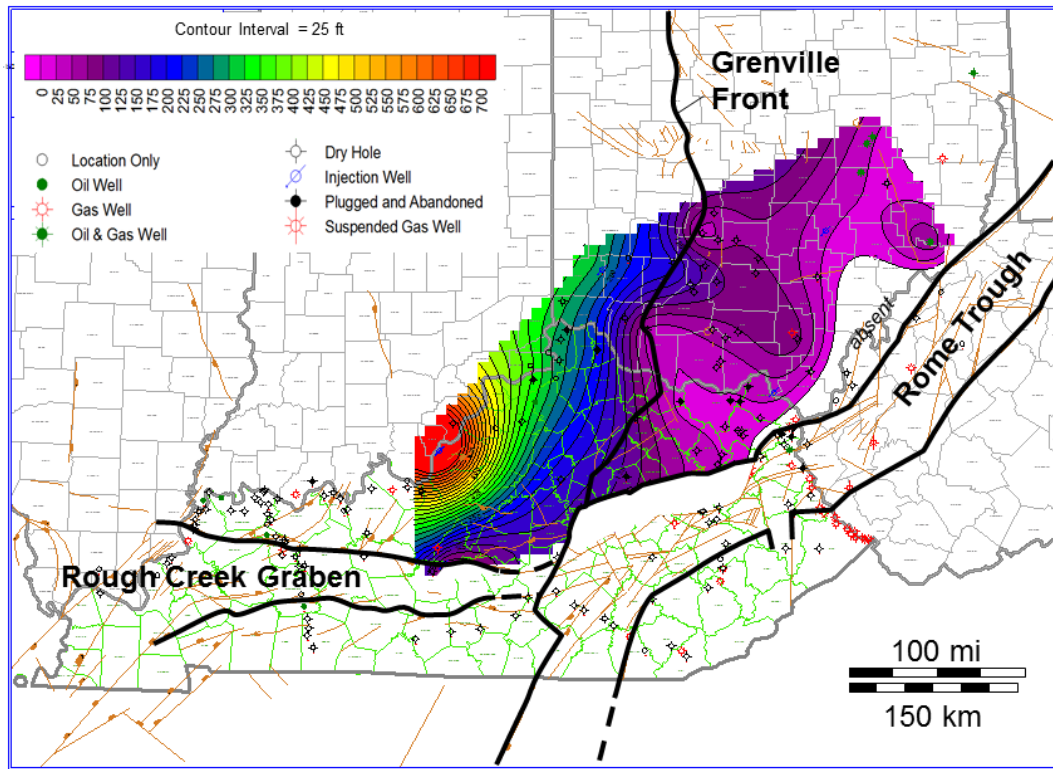 Contour Interval = 25 ft
0 25 50 75 100 125 150 175 200 225 250 275 300 325 350 375 400 425 450 475 500 525 550 575 600 625 650 675 700
Location Only
Oil Well
Gas Well
Oil & Gas Well
Dry Hole
Injection Well
Plugged and Abandoned
Suspended Gas Well
Grenville
Front
absent
Rome Trough
Rough Creek Graben
100 mi
150 km